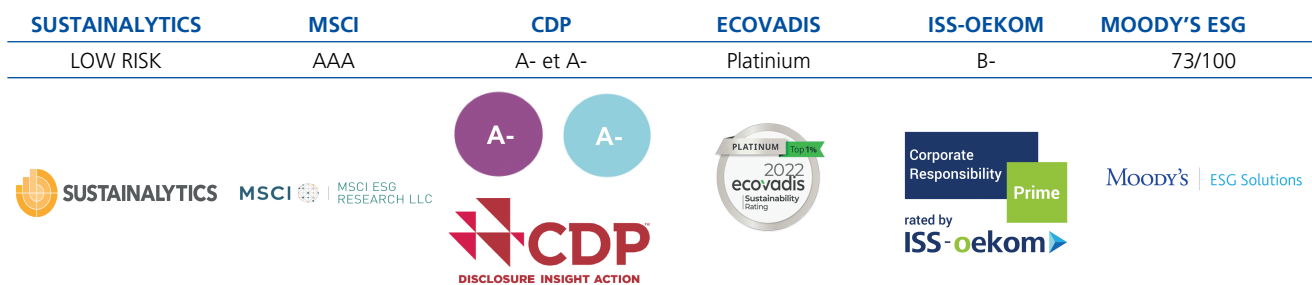 SUSTAINALYTICS MSCI CDP ECOVADIS ISS-OEKOM MOODY'S ESG
LOW RISK AAA A- et A- Platinium B- 73/100
A- A-
SUSTAINALYTICS
MSCI
MSCI ESG
RESEARCH LLC
CDP™
DISCLOSURE INSIGHT ACTION
PLATINUM Top 1%
2022
ecovadis
Sustainability
Rating
Corporate
Responsibility
Prime
rated by
ISS-oekom
MOODY'S ESG Solutions